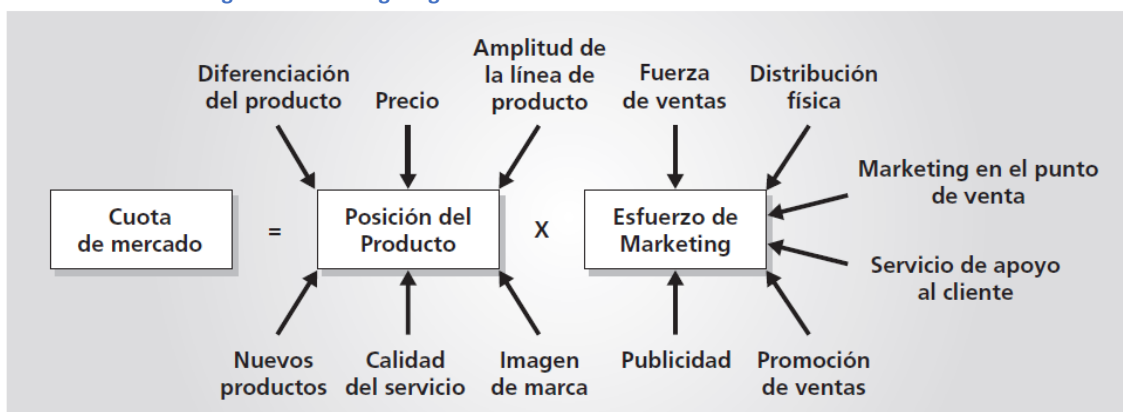 Diferenciación
del producto
Precio
Amplitud de
la línea de
producto
Fuerza
de ventas
Distribución
física
Cuota
de mercado
=
Posición del
Producto
X
Esfuerzo de
Marketing
Marketing en el punto
de venta
Servicio de apoyo
al cliente
Nuevos
productos
Calidad
del servicio
Imagen
de marca
Publicidad
Promoción
de ventas